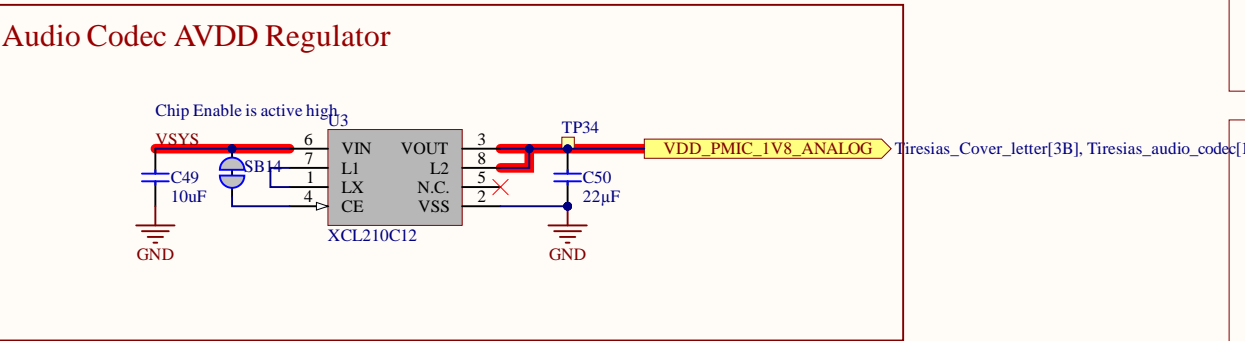 Audio Codec AVDD Regulator
Chip Enable is active high
U3
VSYS
TP34
6 VIN VOUT 3
7 L1 L2 8
1 LX N.C. 5
4 CE VSS 2
SB14
C49
10uF
C50
22µF
XCL210C12
GND
GND
VDD_PMIC_1V8_ANALOG
Tiresias_Cover_letter[3B], Tiresias_audio_codec[